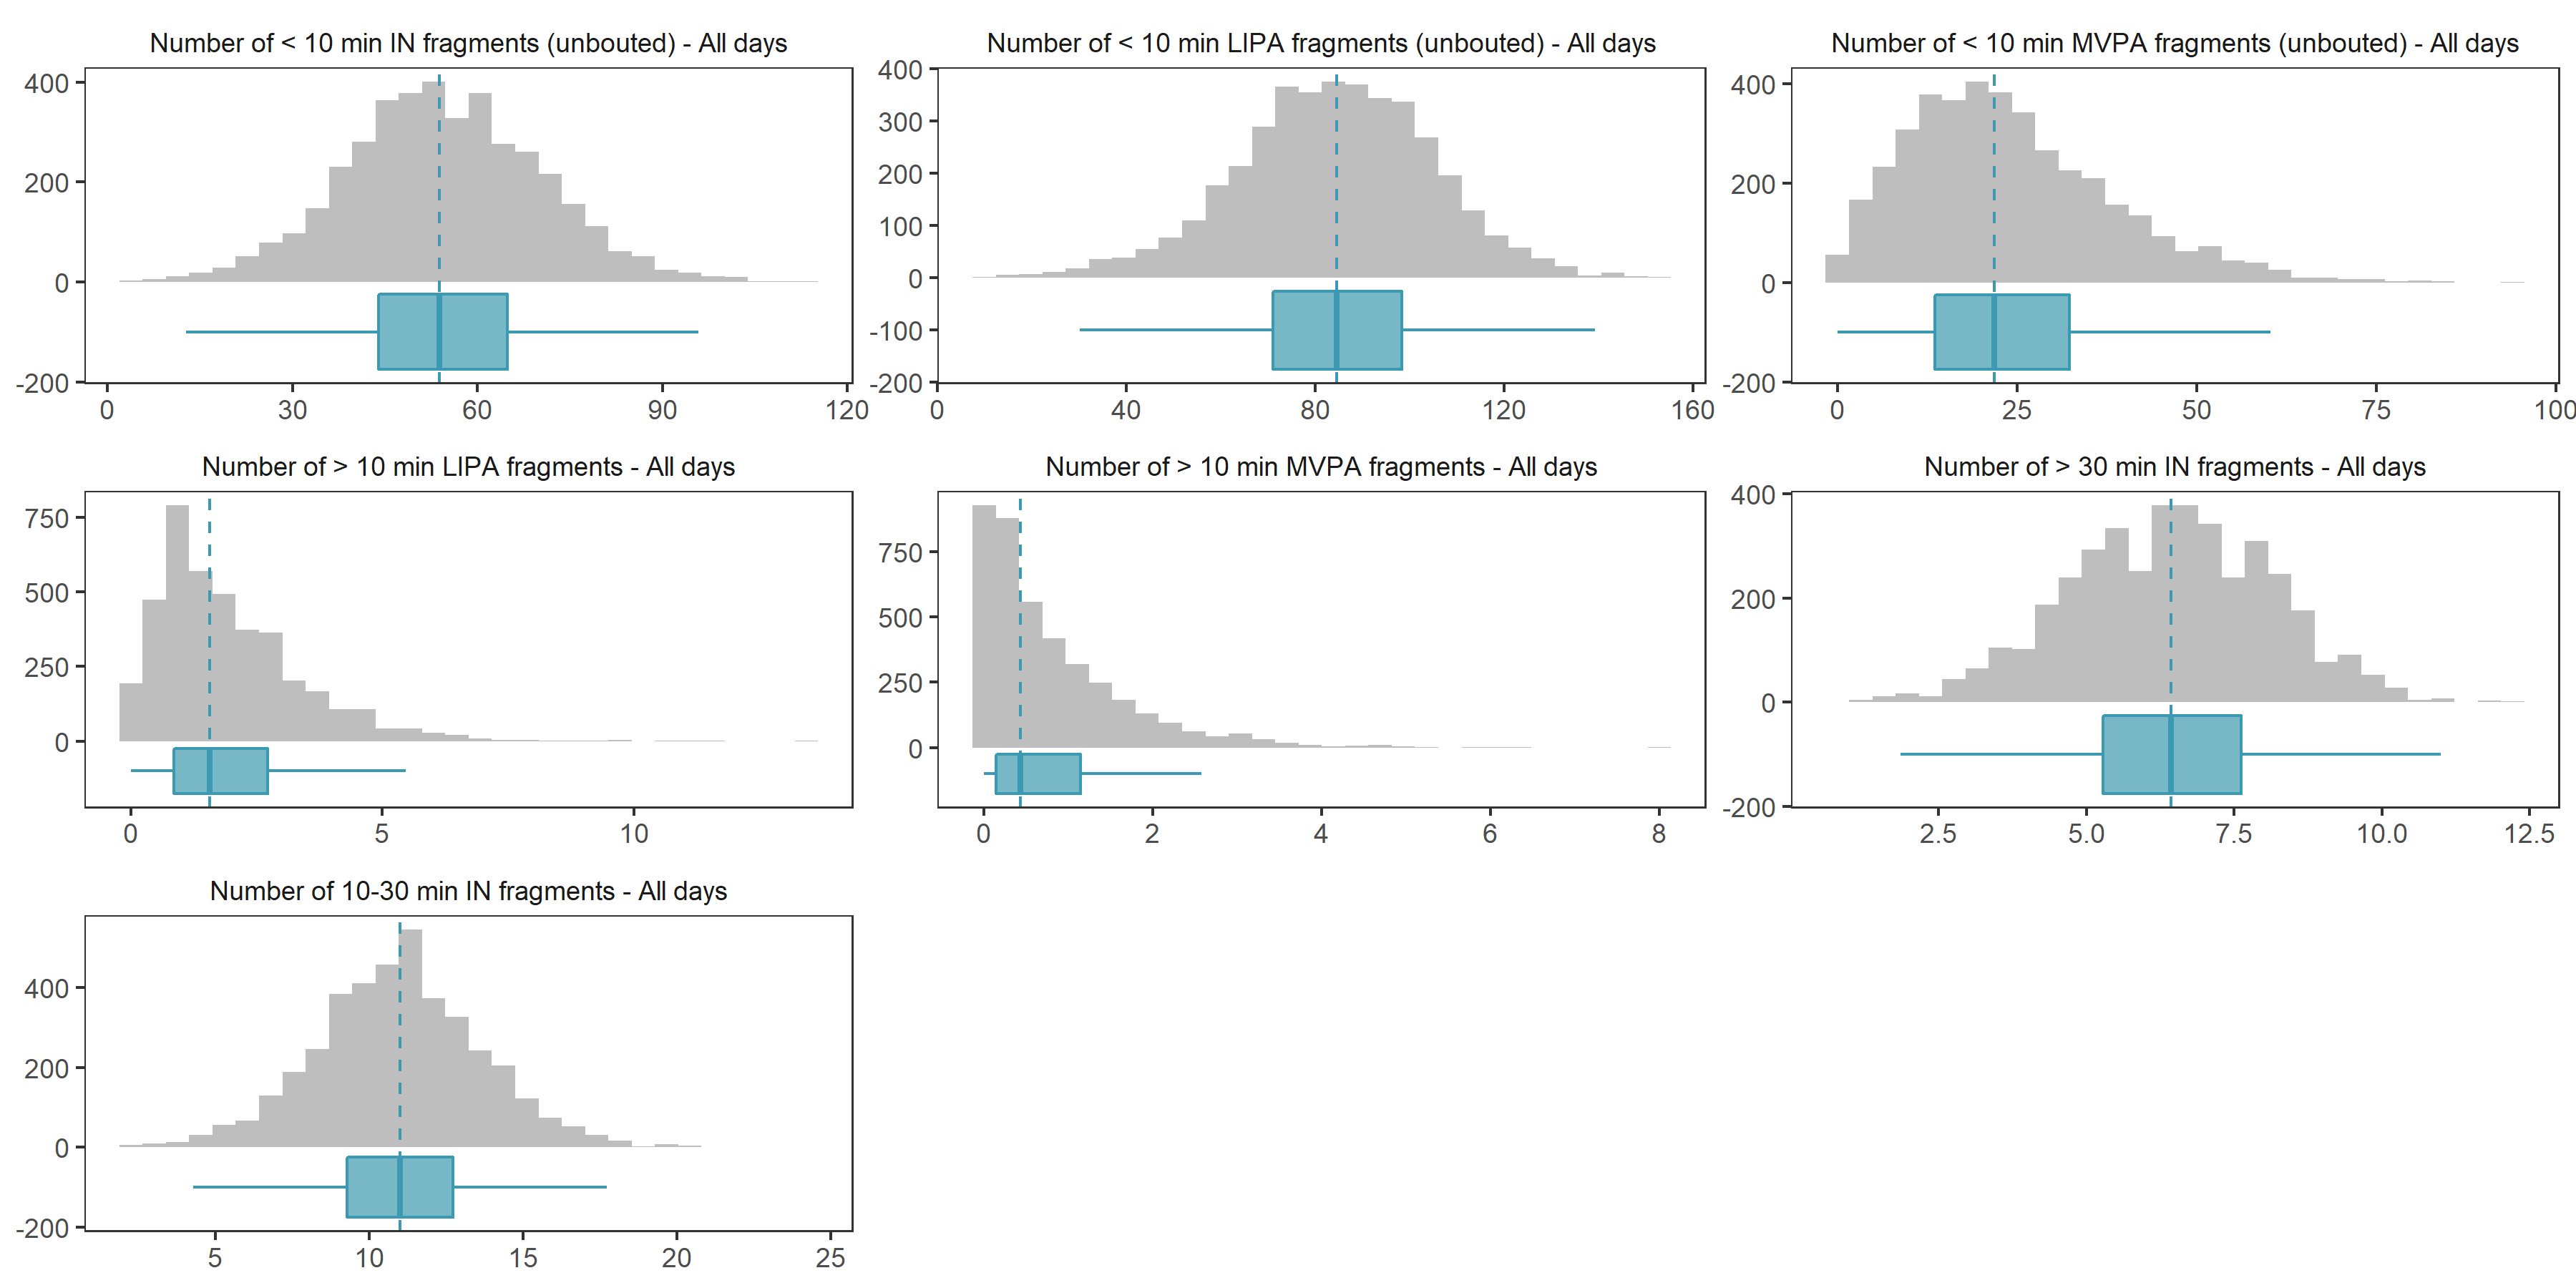 Number of < 10 min IN fragments (unbouted) - All days
400
200
0
-200
0 30 60 90 120
Number of < 10 min LIPA fragments (unbouted) - All days
400
300
200
100
0
-100
-200
0 40 80 120 160
Number of < 10 min MVPA fragments (unbouted) - All days
400
200
0
-200
0 25 50 75 100
Number of > 10 min LIPA fragments - All days
750
500
250
0
0 5 10
Number of > 10 min MVPA fragments - All days
750
500
250
0
0 2 4 6 8
Number of > 30 min IN fragments - All days
400
200
0
-200
2.5 5.0 7.5 10.0 12.5
Number of 10-30 min IN fragments - All days
400
200
0
-200
5 10 15 20 25